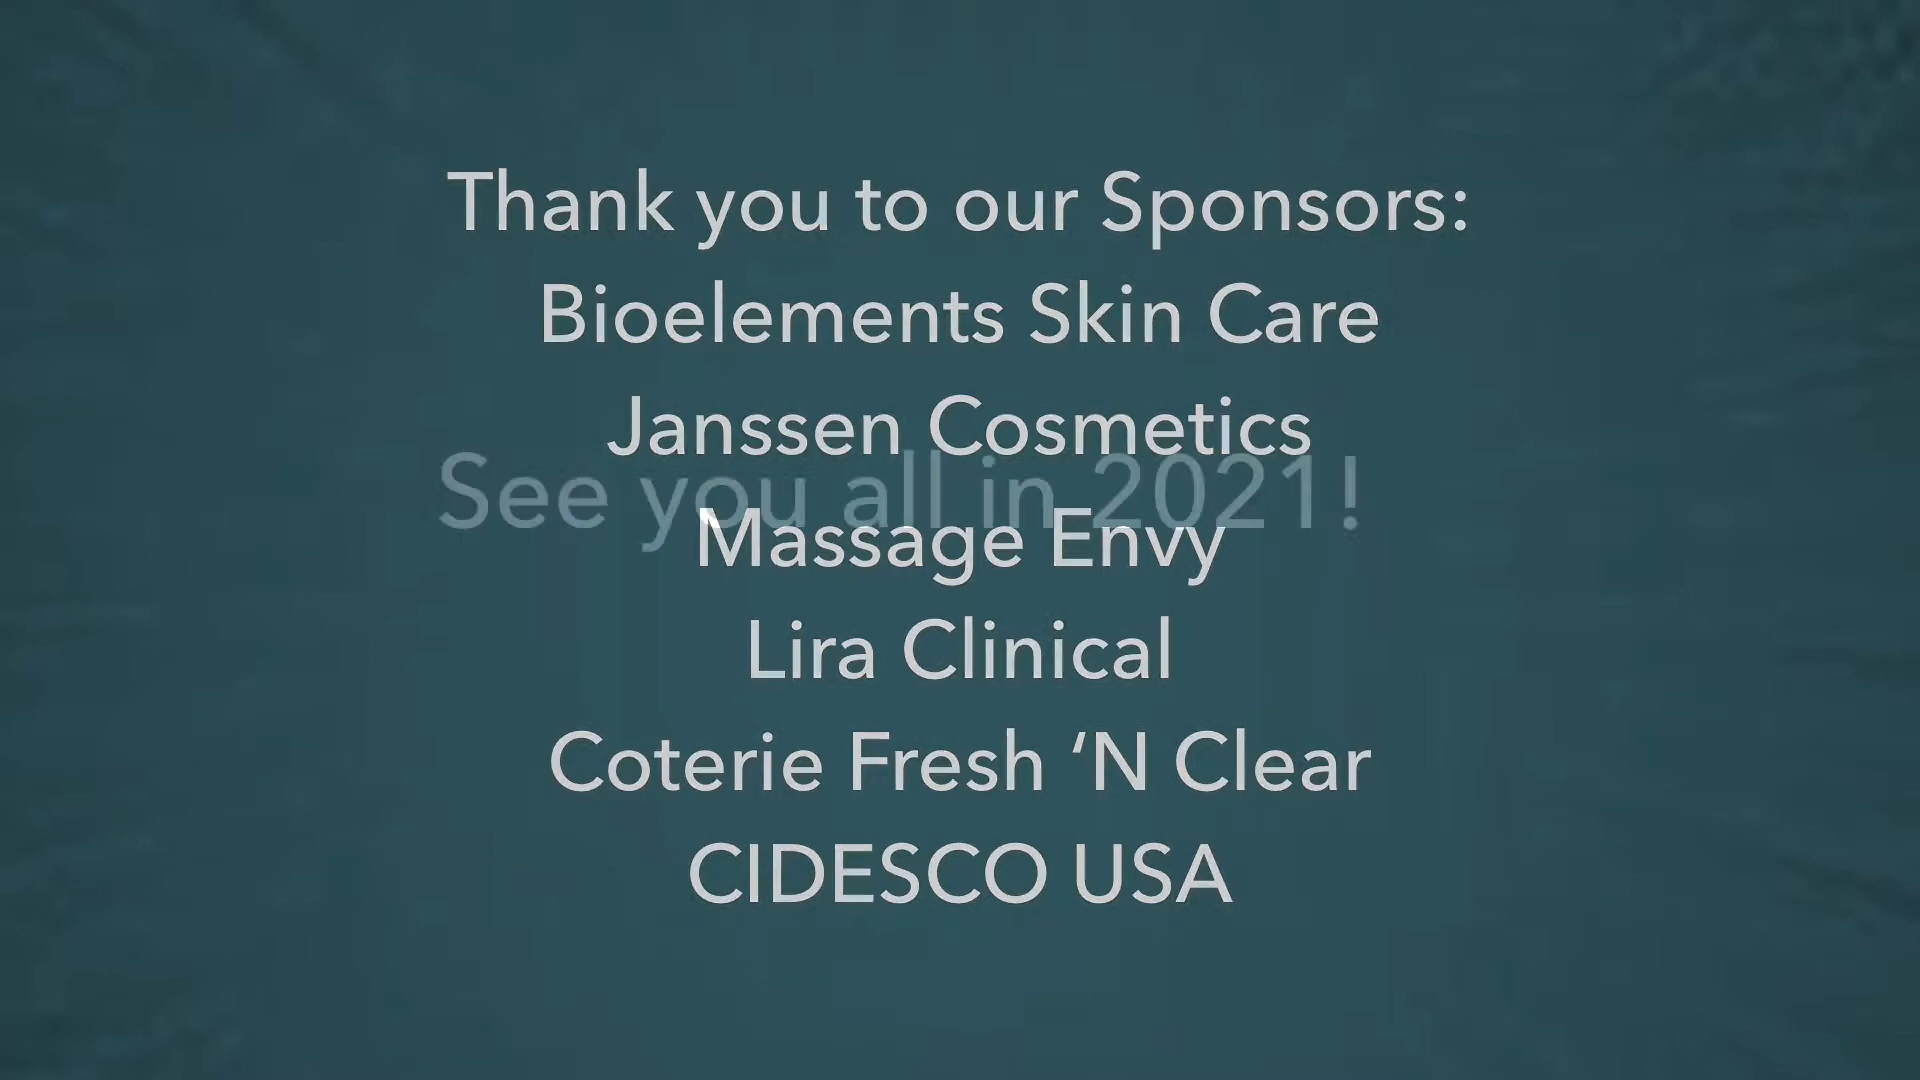 Thank you to our Sponsors:
Bioelements Skin Care
Janssen Cosmetics
See you all in 2021!
Massage Envy
Lira Clinical
Coterie Fresh ‘N Clear
CIDESCO USA